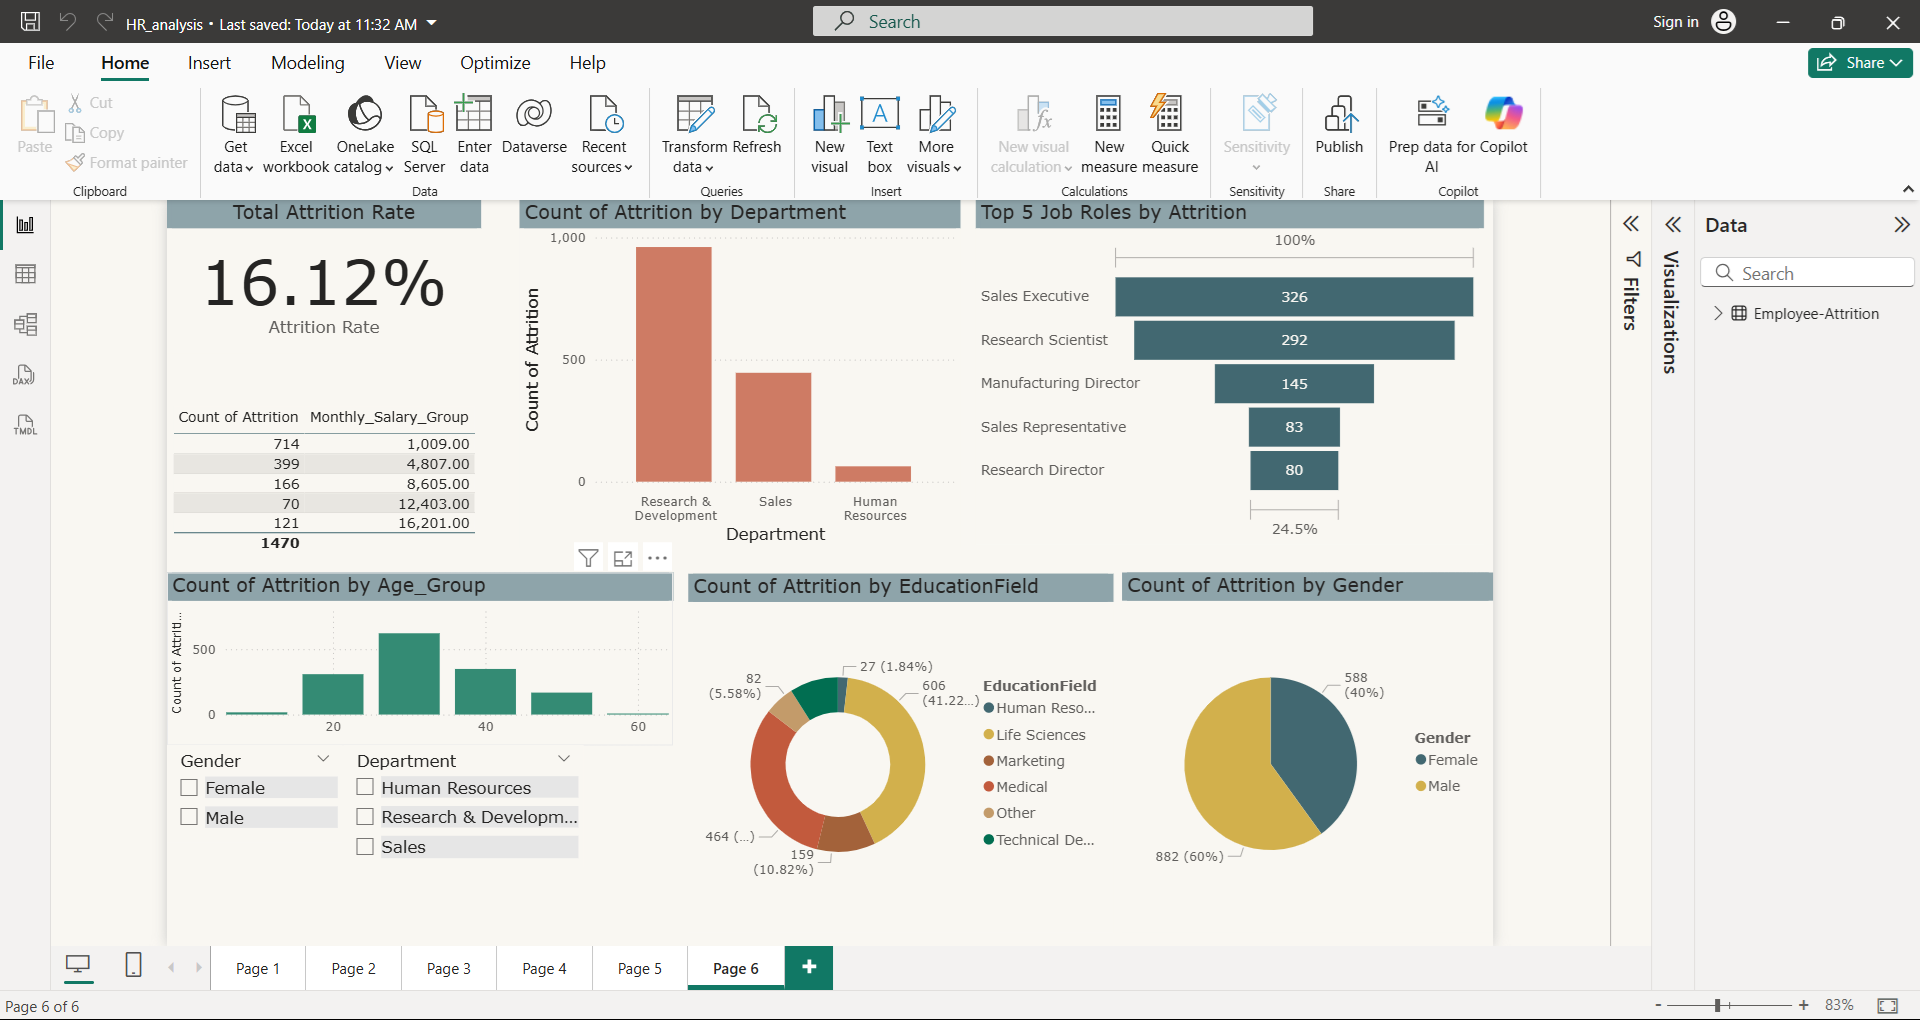 HR_analysis • Last saved: Today at 11:32 AM
Search
Sign in
File
Home
Insert
Modeling
View
Optimize
Help
Share
Paste
Cut
Copy
Format painter
Clipboard
Get data
Excel workbook
OneLake catalog
SQL Server
Enter data
Dataverse
Recent sources
Data
Transform data
Refresh
Queries
New visual
Text box
More visuals
Insert
New visual calculation
New measure
Quick measure
Calculations
Sensitivity
Sensitivity
Publish
Share
Prep data for AI
Copilot
Copilot
DAX
TMDL
Total Attrition Rate
16.12%
Attrition Rate
Count of Attrition Monthly_Salary_Group
714 1,009.00
399 4,807.00
166 8,605.00
70 12,403.00
121 16,201.00
1470
Count of Attrition by Department
Count of Attrition
1,000
500
0
Research & Development
Sales
Human Resources
Department
Top 5 Job Roles by Attrition
100%
Sales Executive 326
Research Scientist 292
Manufacturing Director 145
Sales Representative 83
Research Director 80
24.5%
Count of Attrition by Age_Group
Count of Attriti...
500
0
20 40 60
Gender
Female
Male
Department
Human Resources
Research & Developm...
Sales
Count of Attrition by EducationField
27 (1.84%)
606 (41.22...)
82 (5.58%)
464 (...)
159 (10.82%)
EducationField
Human Reso...
Life Sciences
Marketing
Medical
Other
Technical De...
Count of Attrition by Gender
588 (40%)
882 (60%)
Gender
Female
Male
Filters
Visualizations
Data
Search
Employee-Attrition
Page 1
Page 2
Page 3
Page 4
Page 5
Page 6
+
Page 6 of 6
- + 83%